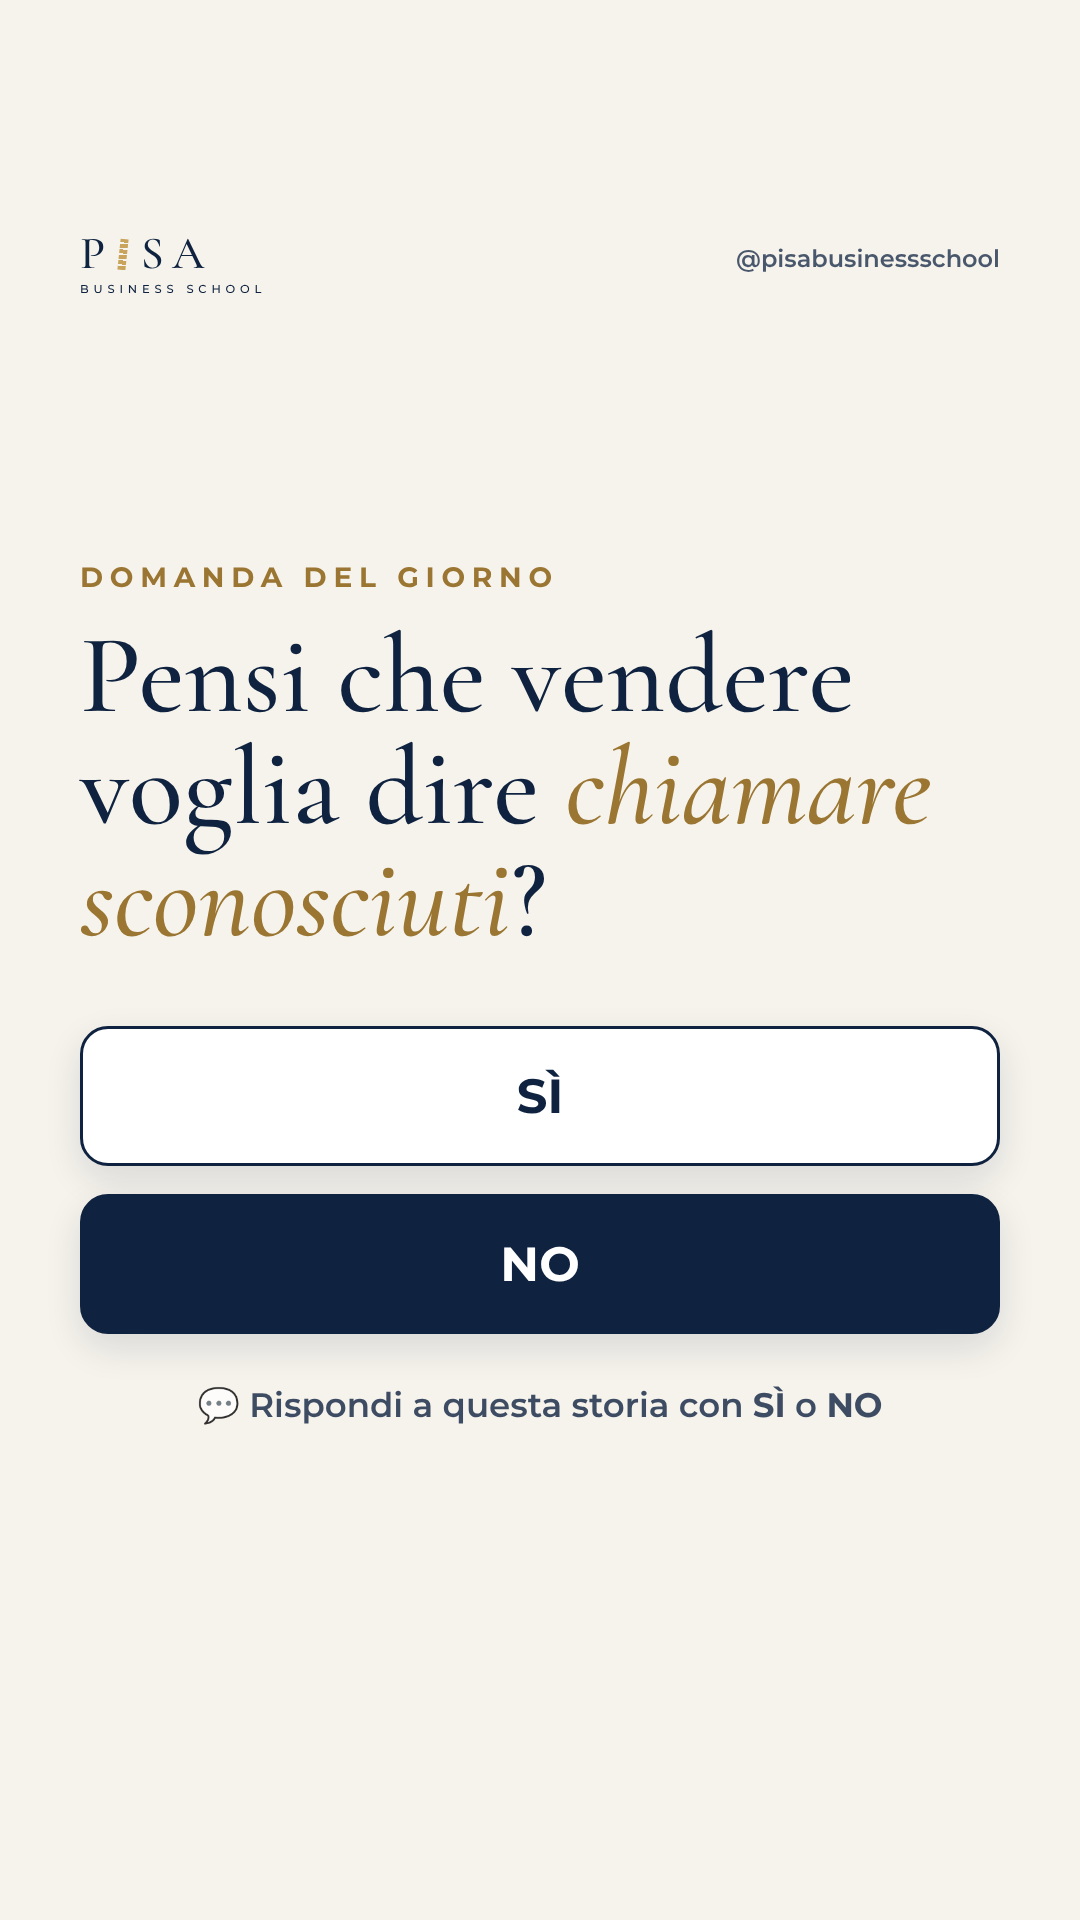 PISA
BUSINESS SCHOOL
@pisabusinessschool
DOMANDA DEL GIORNO
Pensi che vendere
voglia dire chiamare
sconosciuti?
SÌ
NO
💬 Rispondi a questa storia con SÌ o NO